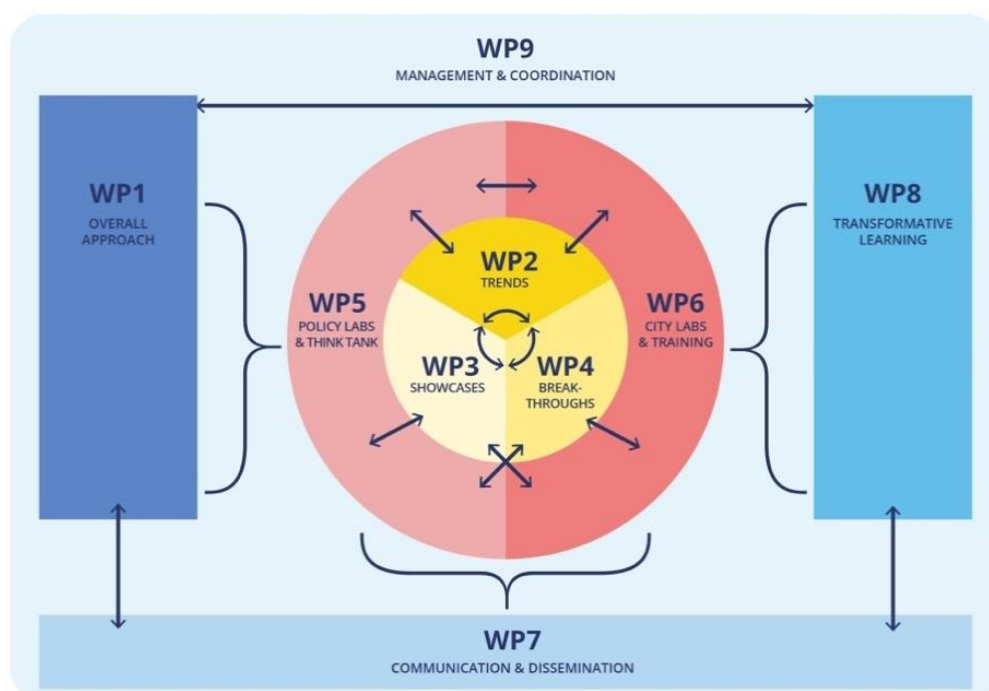 WP9
MANAGEMENT & COORDINATION
WP1
OVERALL
APPROACH
WP8
TRANSFORMATIVE
LEARNING
WP2
TRENDS
WP5
POLICY LABS
& THINK TANK
WP6
CITY LABS
& TRAINING
WP3
SHOWCASES
WP4
BREAK-
THROUGHS
WP7
COMMUNICATION & DISSEMINATION